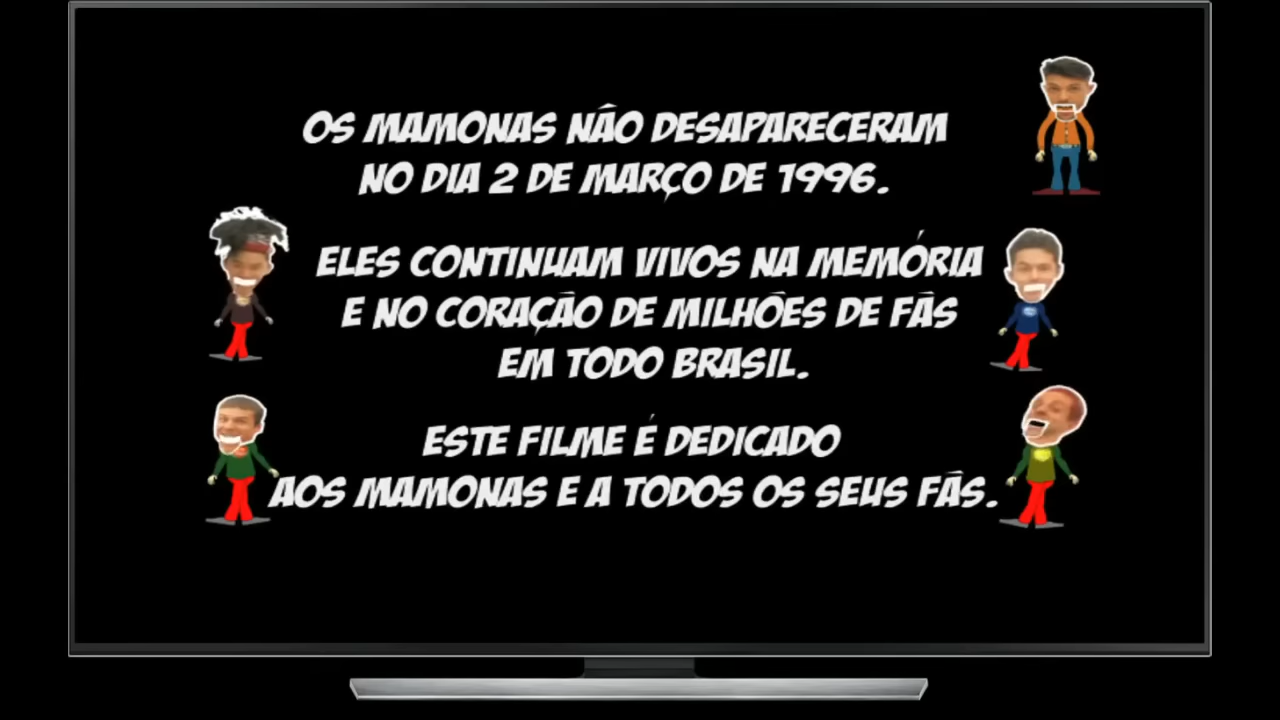 OS MAMONAS NÃO DESAPARECERAM
NO DIA 2 DE MARÇO DE 1996.
ELES CONTINUAM VIVOS NA MEMÓRIA
E NO CORAÇÃO DE MILHÕES DE FÃS
EM TODO BRASIL.
ESTE FILME É DEDICADO
AOS MAMONAS E A TODOS OS SEUS FÃS.